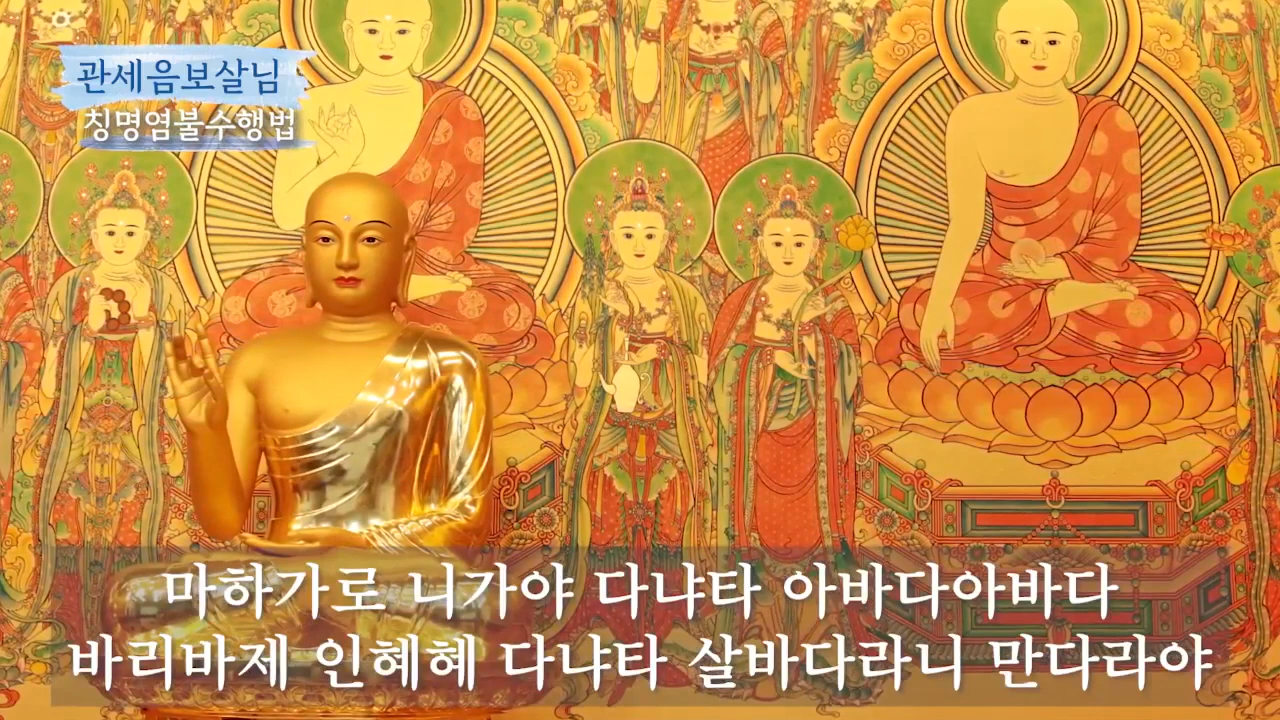 관세음보살님
칭명염불수행법
마하가로 니가야 다냐타 아바다아바다
바리바제 인혜혜 다냐타 살바다라니 만다라야